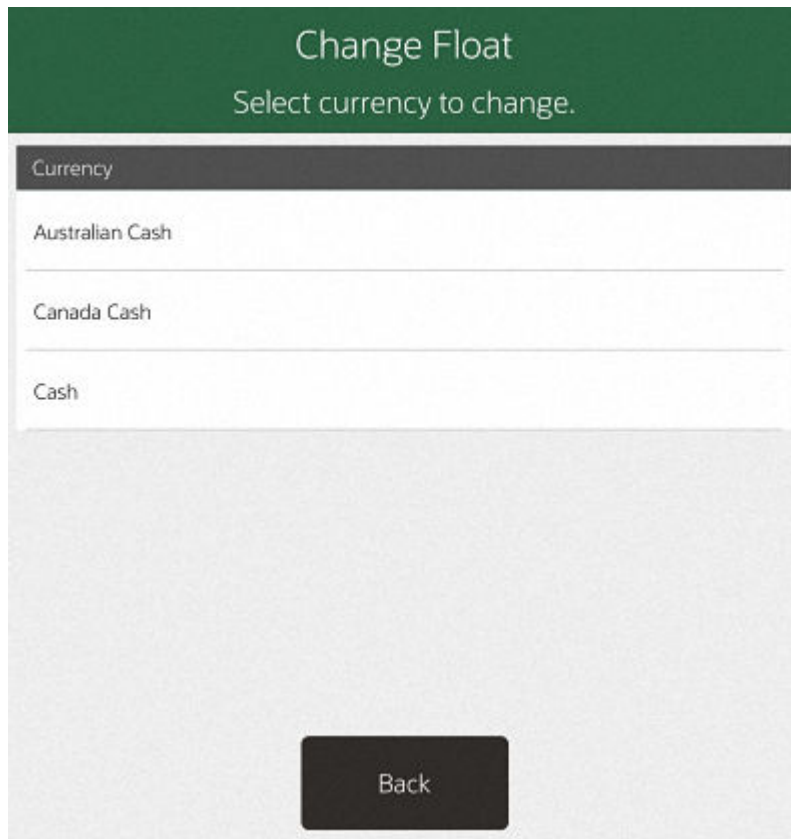 Change Float
Select currency to change.
Currency
Australian Cash
Canada Cash
Cash
Back